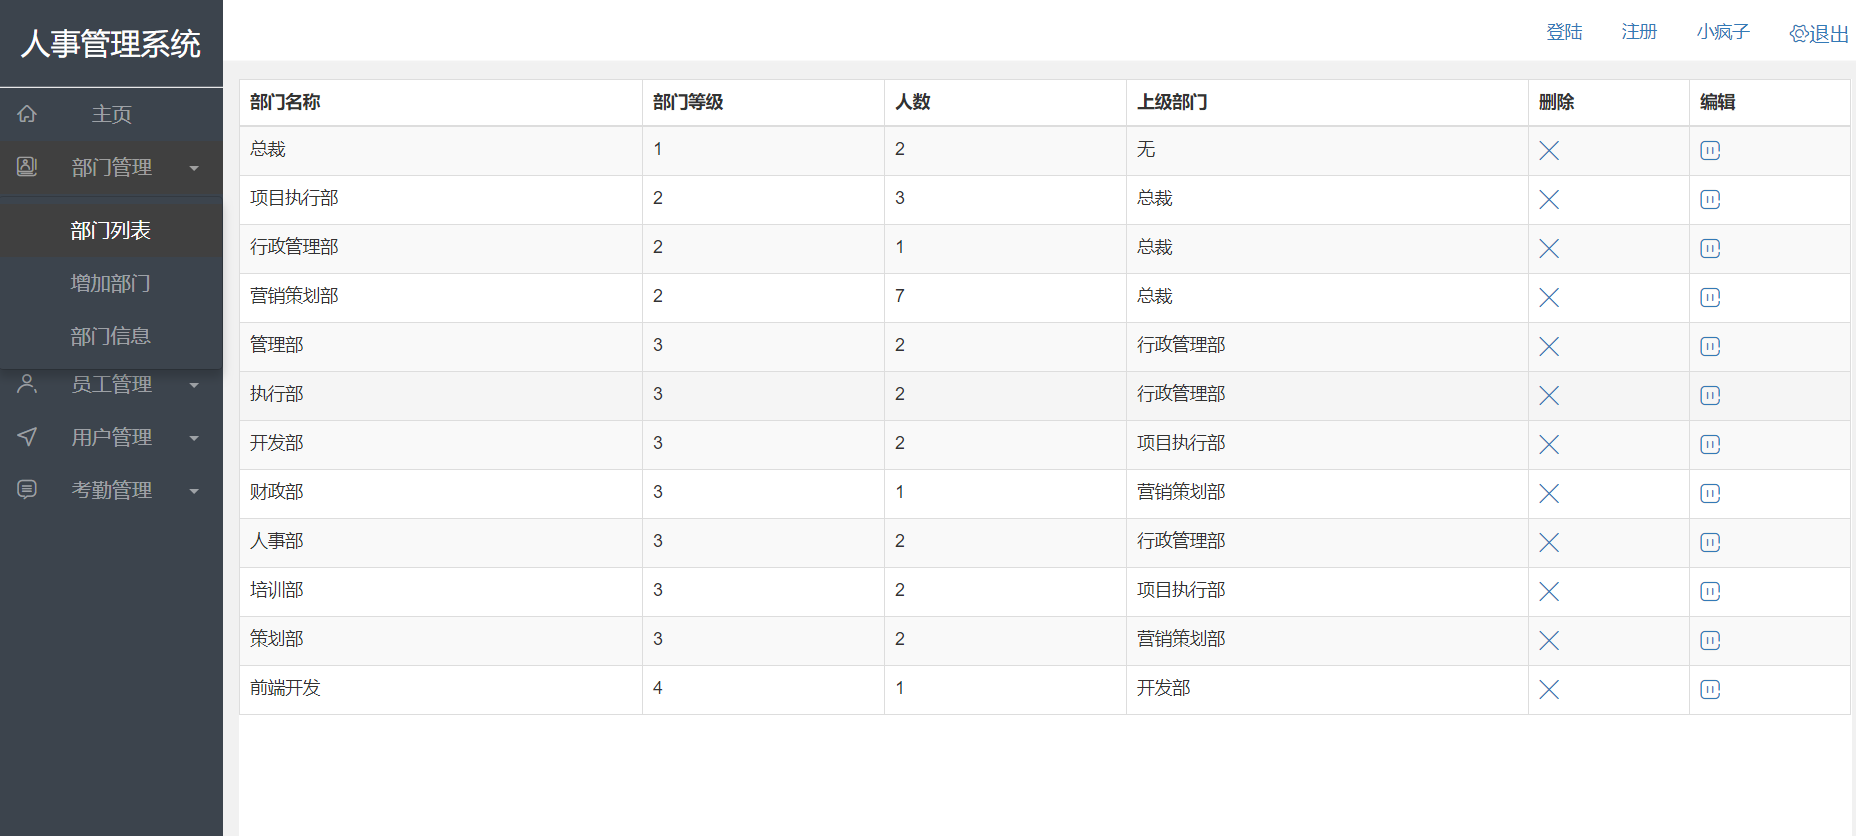 人事管理系统
登陆 注册 小疯子 退出
主页
部门管理
部门列表
增加部门
部门信息
员工管理
用户管理
考勤管理
部门名称 部门等级 人数 上级部门 删除 编辑
总裁 1 2 无
项目执行部 2 3 总裁
行政管理部 2 1 总裁
营销策划部 2 7 总裁
管理部 3 2 行政管理部
执行部 3 2 行政管理部
开发部 3 2 项目执行部
财政部 3 1 营销策划部
人事部 3 2 行政管理部
培训部 3 2 项目执行部
策划部 3 2 营销策划部
前端开发 4 1 开发部